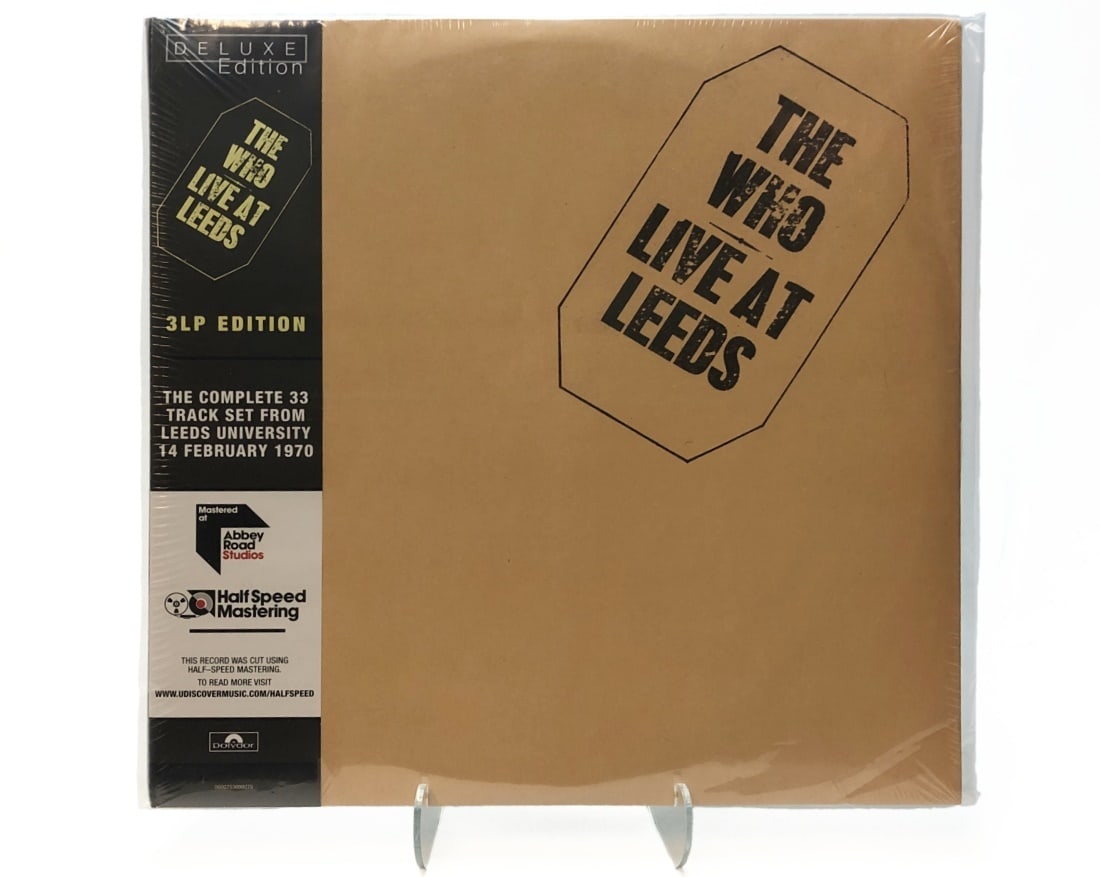 DELUXE
Edition
THE
WHO
LIVE AT
LEEDS
3LP EDITION
THE COMPLETE 33
TRACK SET FROM
LEEDS UNIVERSITY
14 FEBRUARY 1970
Mastered
at
Abbey
Road
Studios
Half Speed
Mastering
THIS RECORD WAS CUT USING
HALF-SPEED MASTERING.
TO READ MORE VISIT
WWW.UDISCOVERMUSIC.COM/HALFSPEED
Polydor
THE
WHO
LIVE AT
LEEDS